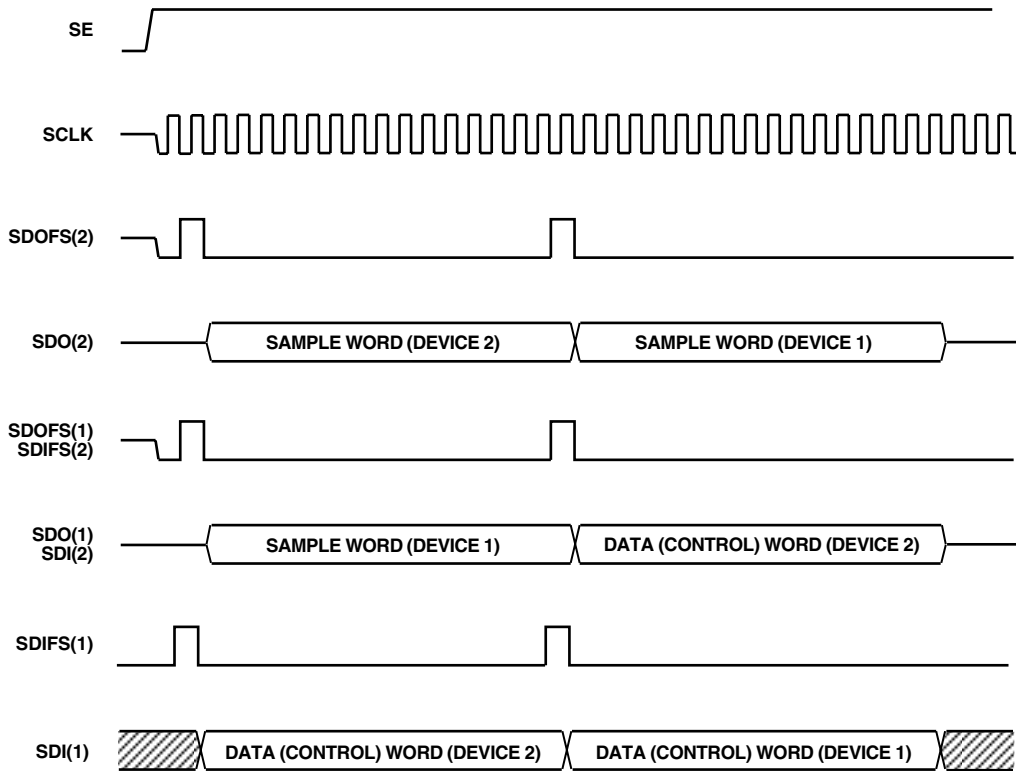 SE
SCLK
SDOFS(2)
SDO(2)
SAMPLE WORD (DEVICE 2)
SAMPLE WORD (DEVICE 1)
SDOFS(1)
SDIFS(2)
SDO(1)
SDI(2)
SAMPLE WORD (DEVICE 1)
DATA (CONTROL) WORD (DEVICE 2)
SDIFS(1)
SDI(1)
DATA (CONTROL) WORD (DEVICE 2)
DATA (CONTROL) WORD (DEVICE 1)